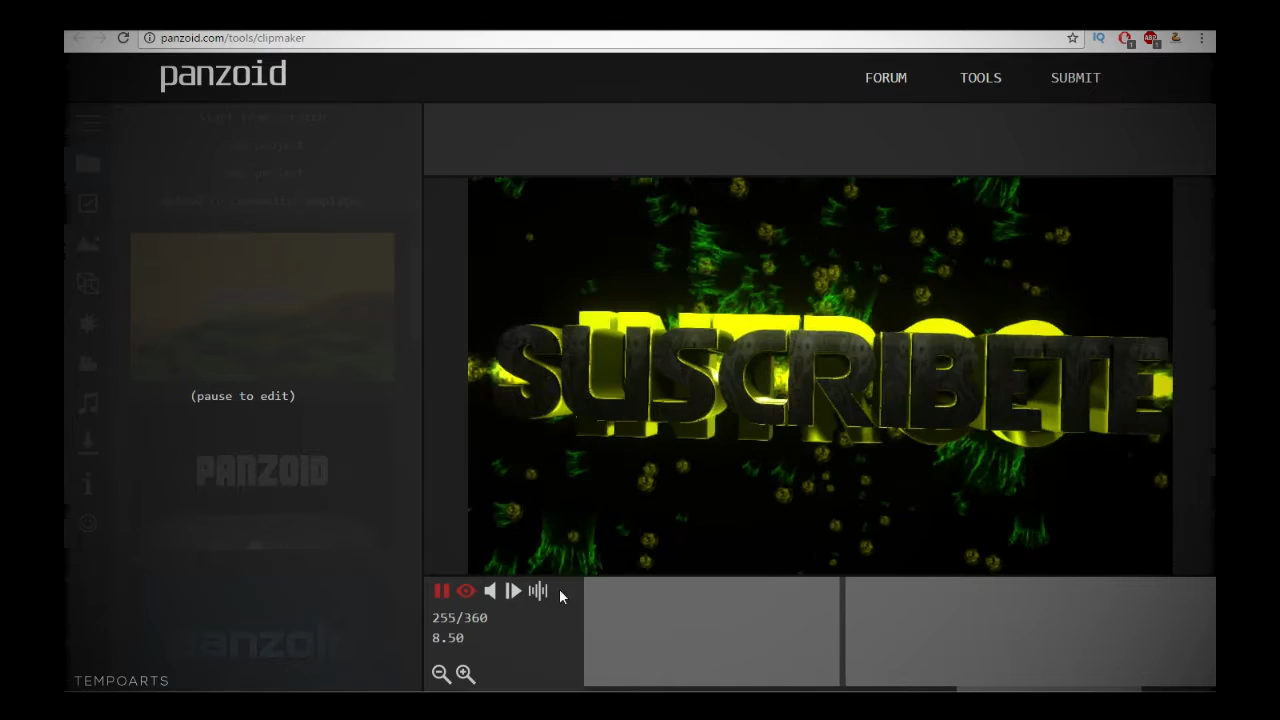 panzoid.com/tools/clipmaker
panzoid
FORUM
TOOLS
SUBMIT
(pause to edit)
PANZOID
SUSCRIBETE
255/360
8.50
TEMPOARTS